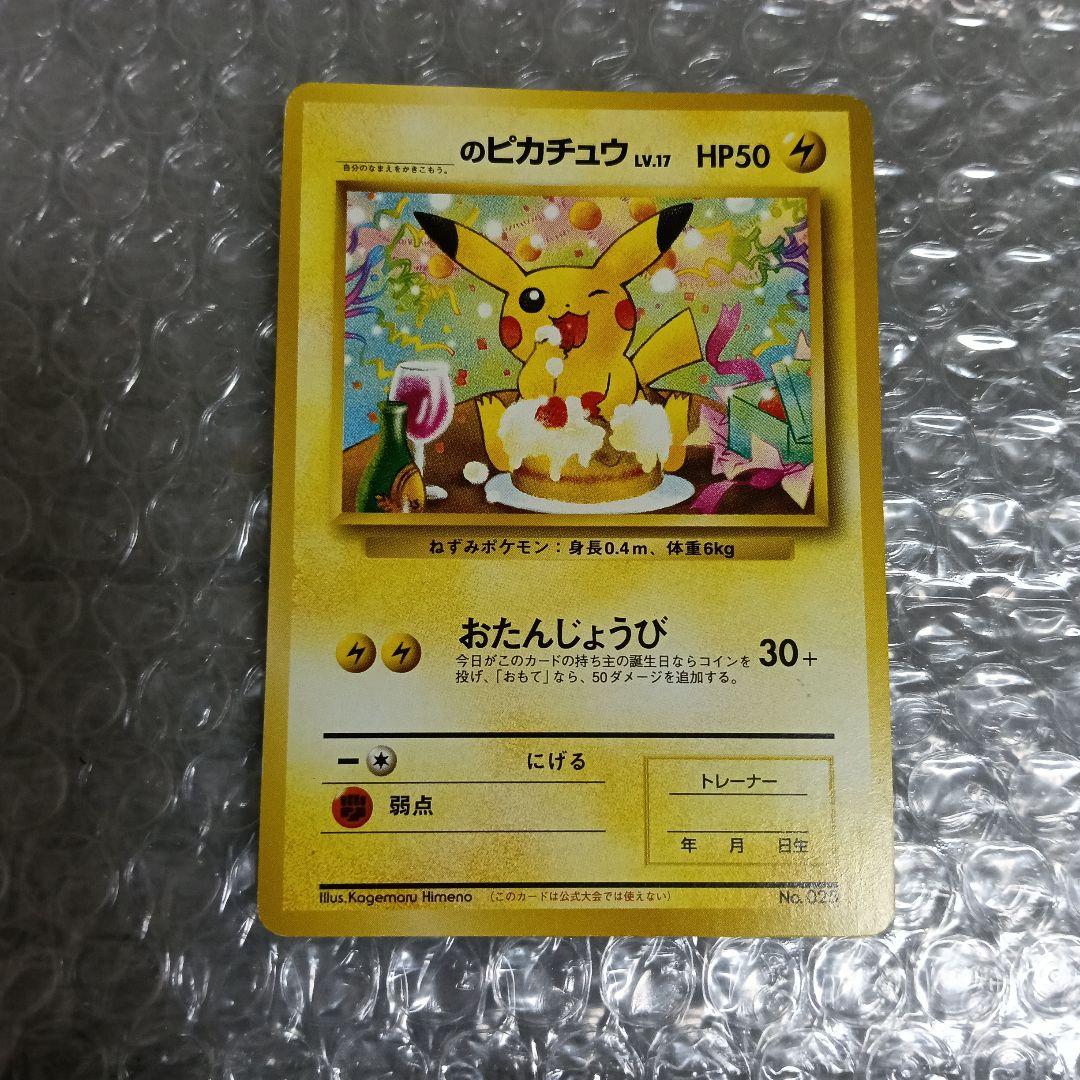 のピカチュウ LV.17 HP50
自分のなまえをかきこもう。
ねずみポケモン：身長0.4m、体重6kg
おたんじょうび 30+
今日がこのカードの持ち主の誕生日ならコインを
投げ、「おもて」なら、50ダメージを追加する。
にげる
弱点
トレーナー
年 月 日生
Illus.Kagemaru Himeno （このカードは公式大会では使えない） No. 025